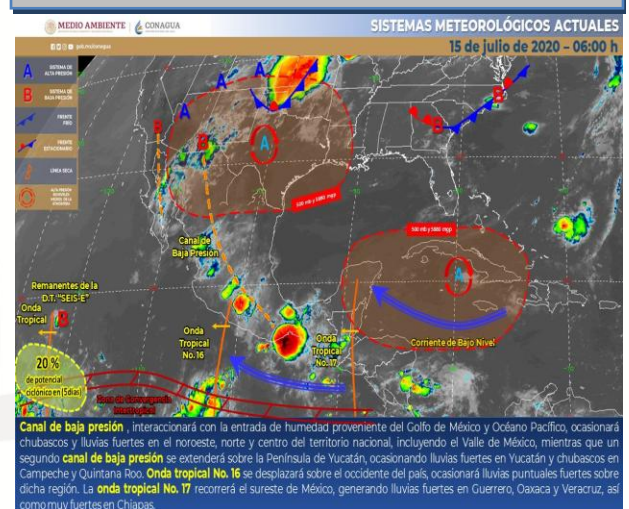 MEDIO AMBIENTE
CONAGUA
SISTEMAS METEOROLÓGICOS ACTUALES
15 de julio de 2020 – 06:00 h
A SISTEMA DE
ALTA PRESIÓN
B SISTEMA DE
BAJA PRESIÓN
FRENTE
FRÍO
FRENTE
ESTACIONARIO
LÍNEA SECA
ALTA PRESIÓN
A
A
A
A
B
B
A
B
B
A
Canal de
Baja Presión
Remanentes de la
D.T. “SEIS-E”
Onda
Tropical
B
Onda
Tropical
No. 16
Onda
Tropical
No. 17
Corriente de Bajo Nivel
20 %
de potencial
ciclónico en (5días)
Zona de Convergencia
Intertropical
Canal de baja presión , interaccionará con la entrada de humedad proveniente del Golfo de México y Océano Pacífico, ocasionará
chubascos y lluvias fuertes en el noroeste, norte y centro del territorio nacional, incluyendo el Valle de México, mientras que un
segundo canal de baja presión se extenderá sobre la Península de Yucatán, ocasionando lluvias fuertes en Yucatán y chubascos en
Campeche y Quintana Roo. Onda tropical No. 16 se desplazará sobre el occidente del país, ocasionará lluvias puntuales fuertes sobre
dicha región. La onda tropical No. 17 recorrerá el sureste de México, generando lluvias fuertes en Guerrero, Oaxaca y Veracruz, así
como muy fuertes en Chiapas.